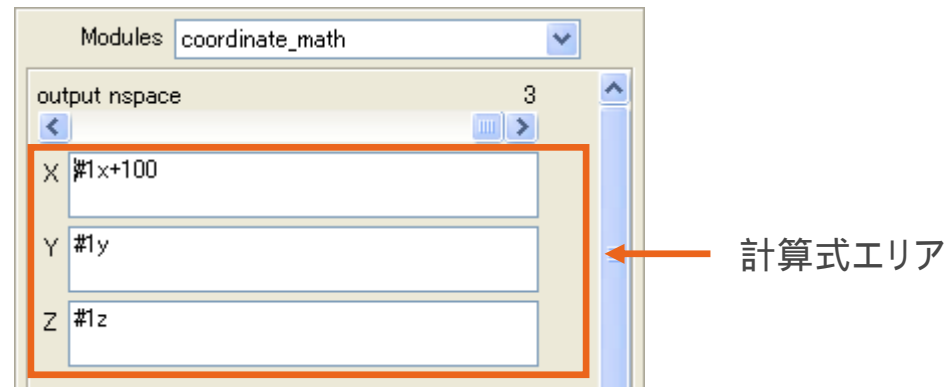 Modules coordinate_math
output nspace 3
X #1x+100
Y #1y
計算式エリア
Z #1z